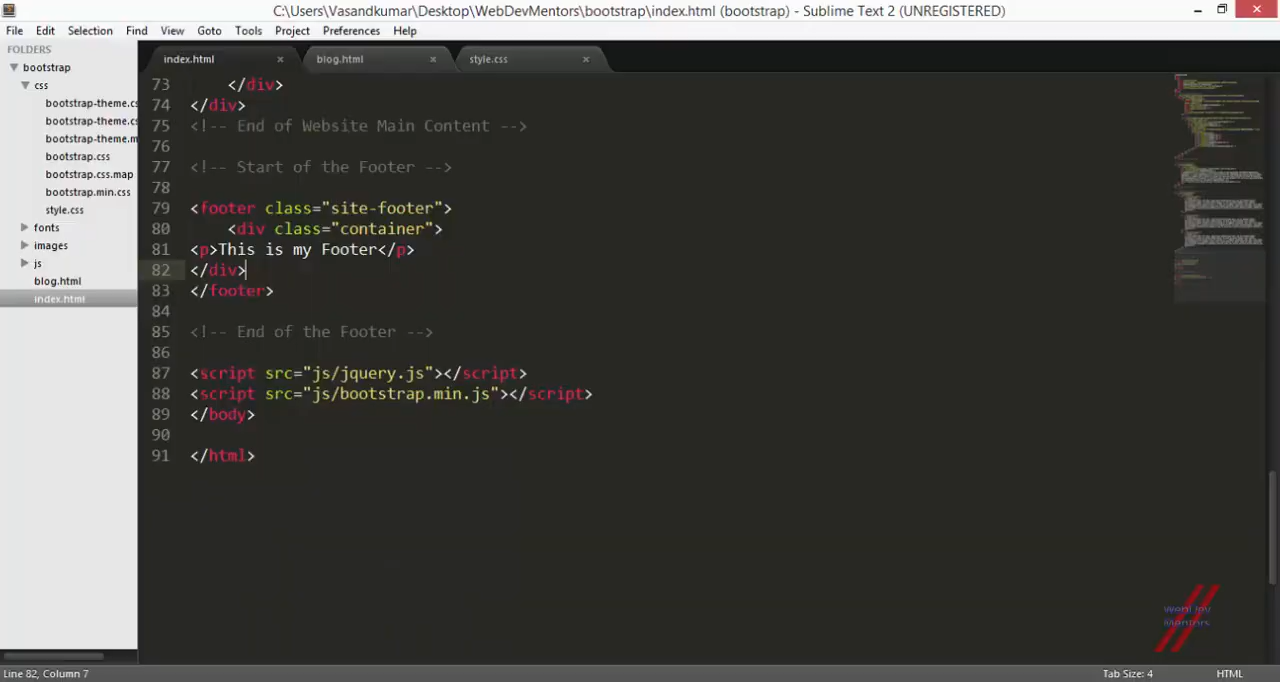 C:\Users\Vasandkumar\Desktop\WebDevMentors\bootstrap\index.html (bootstrap) - Sublime Text 2 (UNREGISTERED)
File Edit Selection Find View Goto Tools Project Preferences Help
FOLDERS
bootstrap
css
bootstrap-theme.cs
bootstrap-theme.cs
bootstrap-theme.m
bootstrap.css
bootstrap.css.map
bootstrap.min.css
style.css
fonts
images
js
blog.html
index.html
index.html blog.html style.css
73 </div>
74 </div>
75 <!-- End of Website Main Content -->
76
77 <!-- Start of the Footer -->
78
79 <footer class="site-footer">
80 <div class="container">
81 <p>This is my Footer</p>
82 </div>
83 </footer>
84
85 <!-- End of the Footer -->
86
87 <script src="js/jquery.js"></script>
88 <script src="js/bootstrap.min.js"></script>
89 </body>
90
91 </html>
Mentors
Line 82, Column 7
Tab Size: 4
HTML